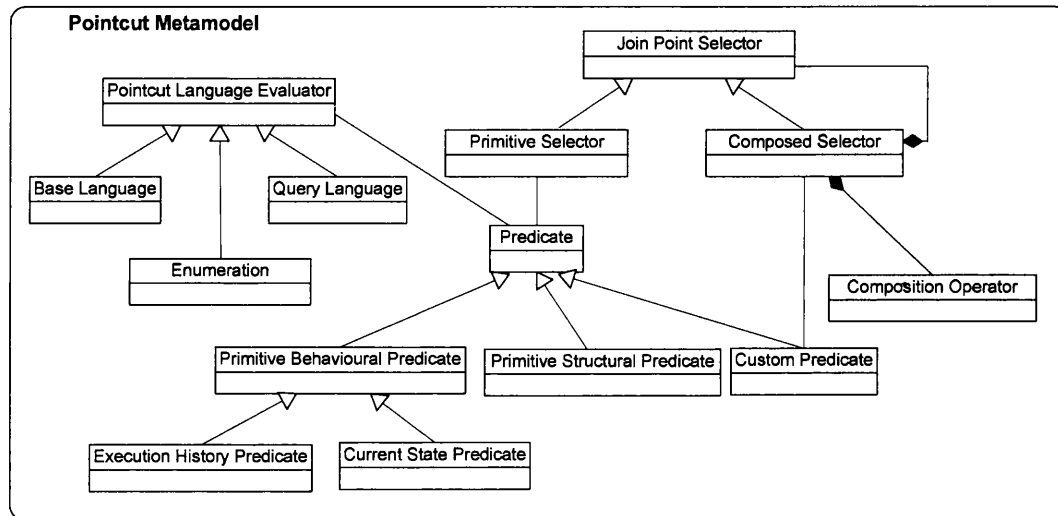 Pointcut Metamodel
Join Point Selector
Pointcut Language Evaluator
Primitive Selector
Composed Selector
Base Language
Query Language
Predicate
Enumeration
Composition Operator
Primitive Behavioural Predicate
Primitive Structural Predicate
Custom Predicate
Execution History Predicate
Current State Predicate